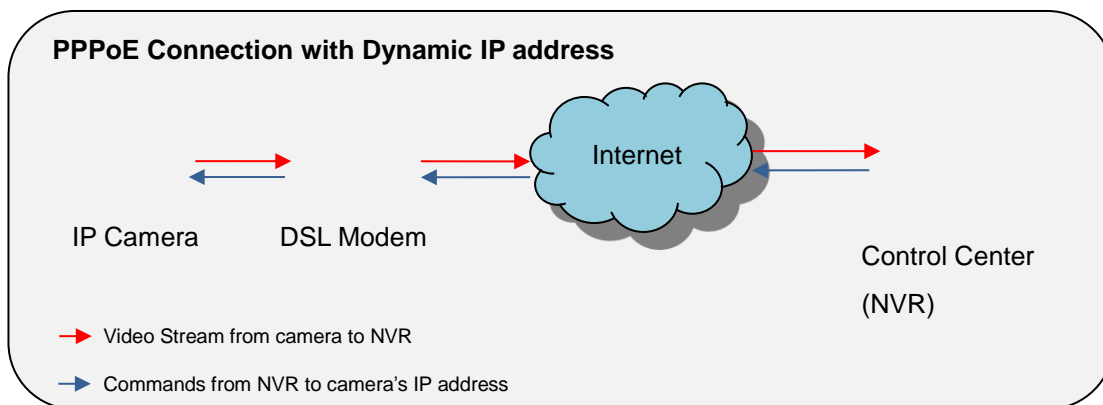 PPPoE Connection with Dynamic IP address
Internet
IP Camera
DSL Modem
Control Center
(NVR)
Video Stream from camera to NVR
Commands from NVR to camera's IP address